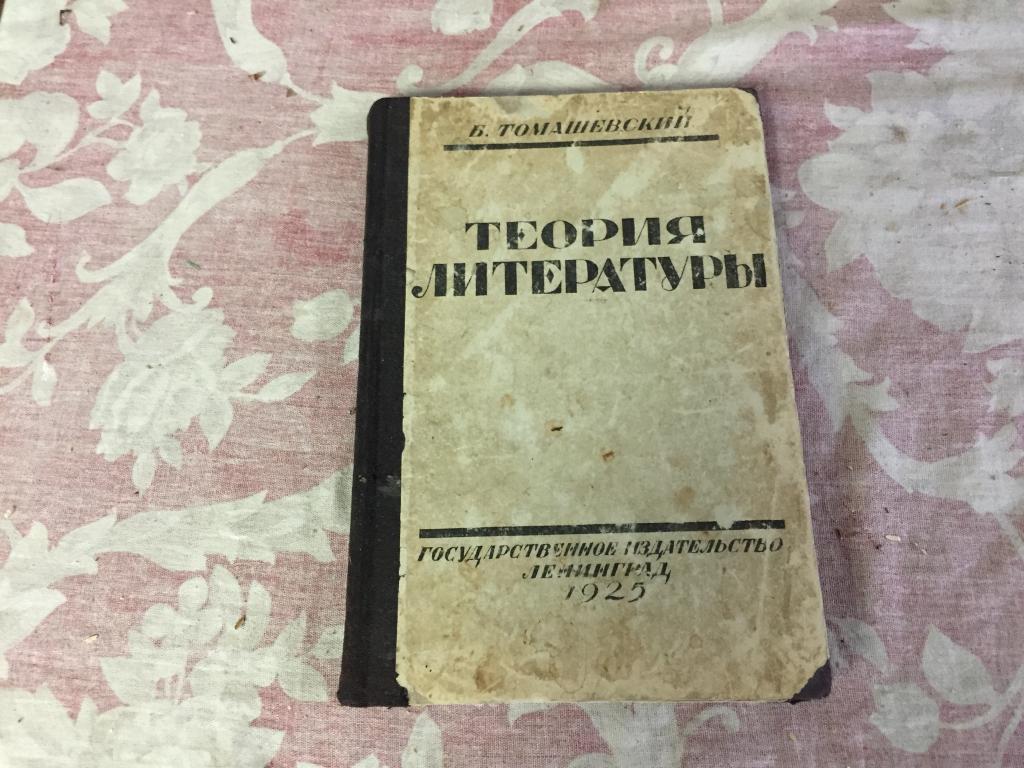 Б. ТОМАШЕВСКИЙ
ТЕОРИЯ
ЛИТЕРАТУРЫ
ГОСУДАРСТВЕННОЕ ИЗДАТЕЛЬСТВО
ЛЕНИНГРАД
1925